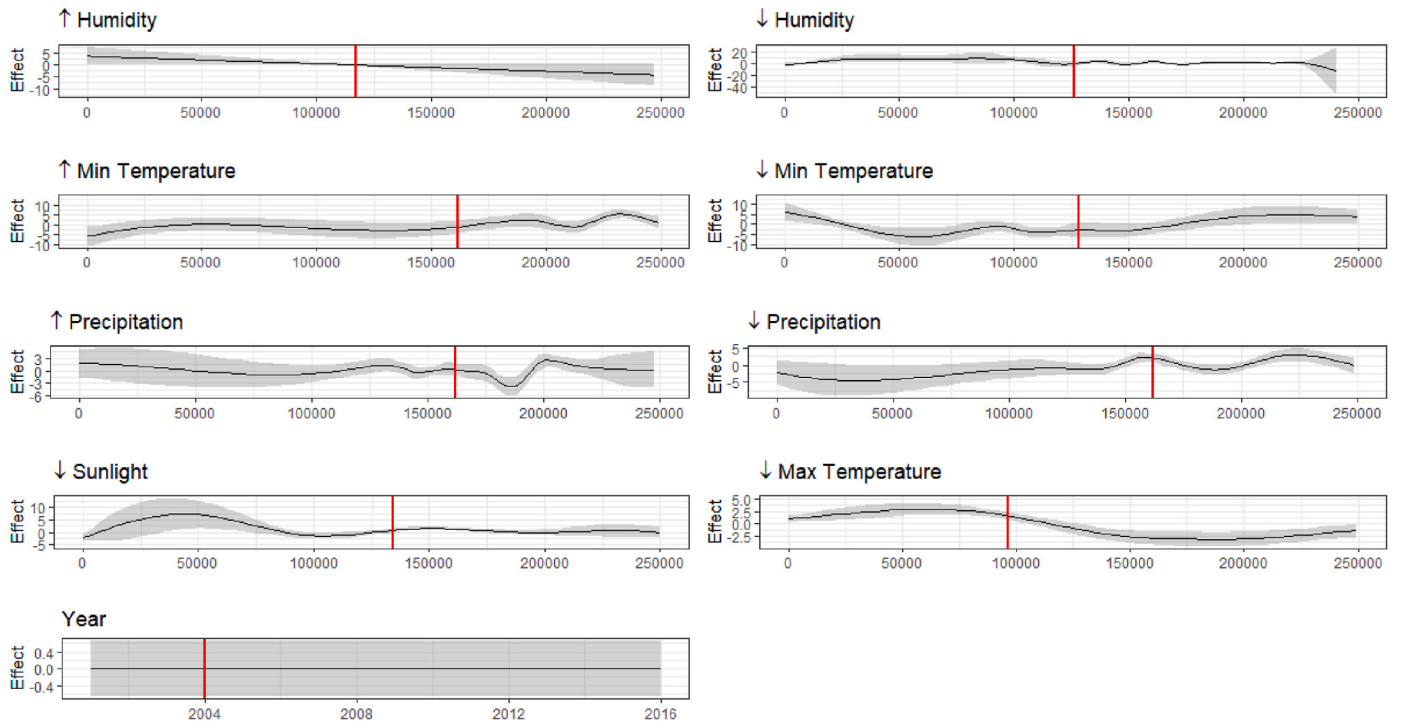 ↑ Humidity
Effect
5
0
-5
-10
0 50000 100000 150000 200000 250000
↓ Humidity
Effect
20
0
-20
-40
0 50000 100000 150000 200000 250000
↑ Min Temperature
Effect
10
5
0
-5
-10
0 50000 100000 150000 200000 250000
↓ Min Temperature
Effect
10
5
0
-5
-10
0 50000 100000 150000 200000 250000
↑ Precipitation
Effect
3
0
-3
-6
0 50000 100000 150000 200000 250000
↓ Precipitation
Effect
5
0
-5
0 50000 100000 150000 200000 250000
↓ Sunlight
Effect
10
5
0
-5
0 50000 100000 150000 200000 250000
↓ Max Temperature
Effect
5.0
2.5
0.0
-2.5
0 50000 100000 150000 200000 250000
Year
Effect
0.4
0.0
-0.4
2004 2008 2012 2016